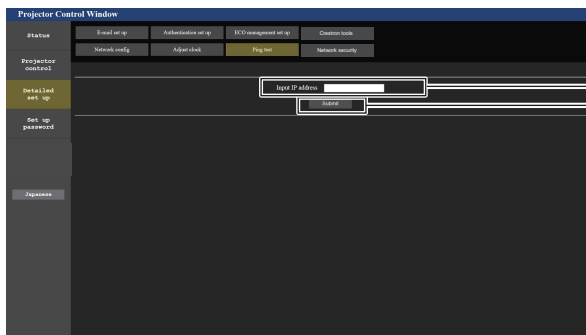 Projector Control Window
Status
E-mail set up
Authentication set up
ECO management set up
Crestron tools
Network config
Adjust clock
Ping test
Network security
Projector
control
Detailed
set up
Input IP address
Submit
Set up
password
Japanese